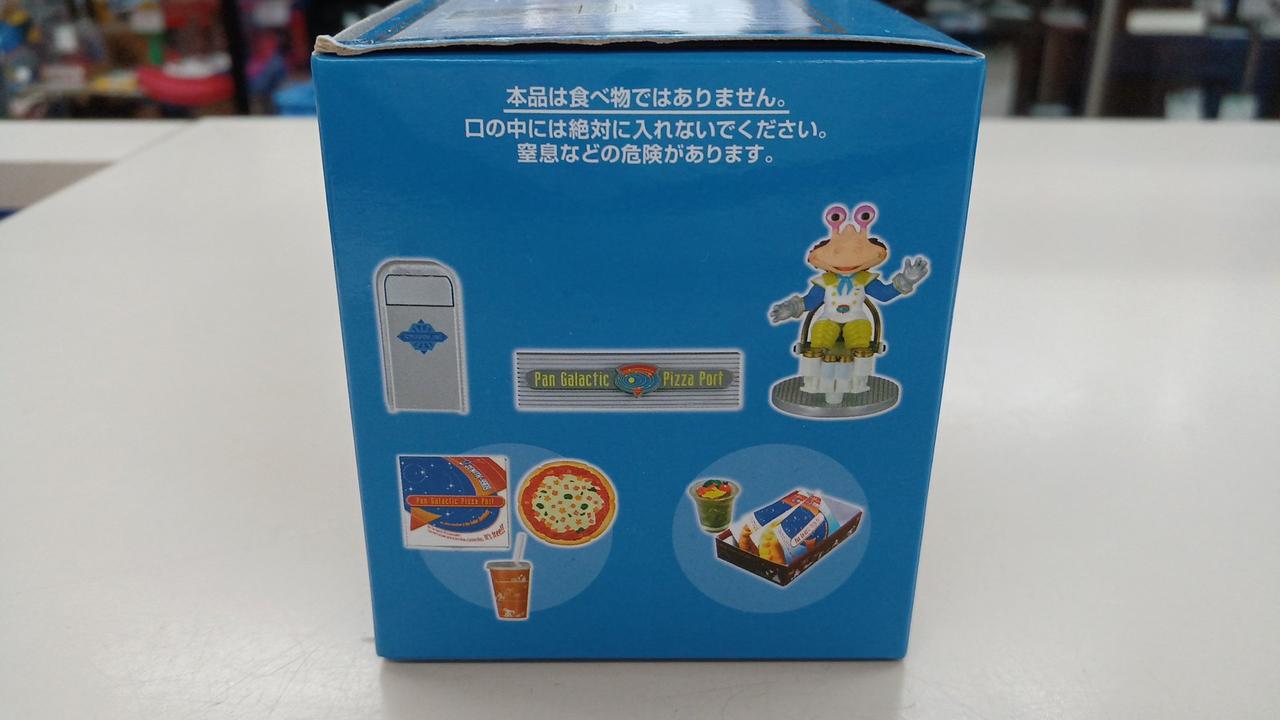 本品は食べ物ではありません。
口の中には絶対に入れないでください。
窒息などの危険があります。
Pan Galactic Pizza Port
Pan Galactic Pizza Port
It's Here!!